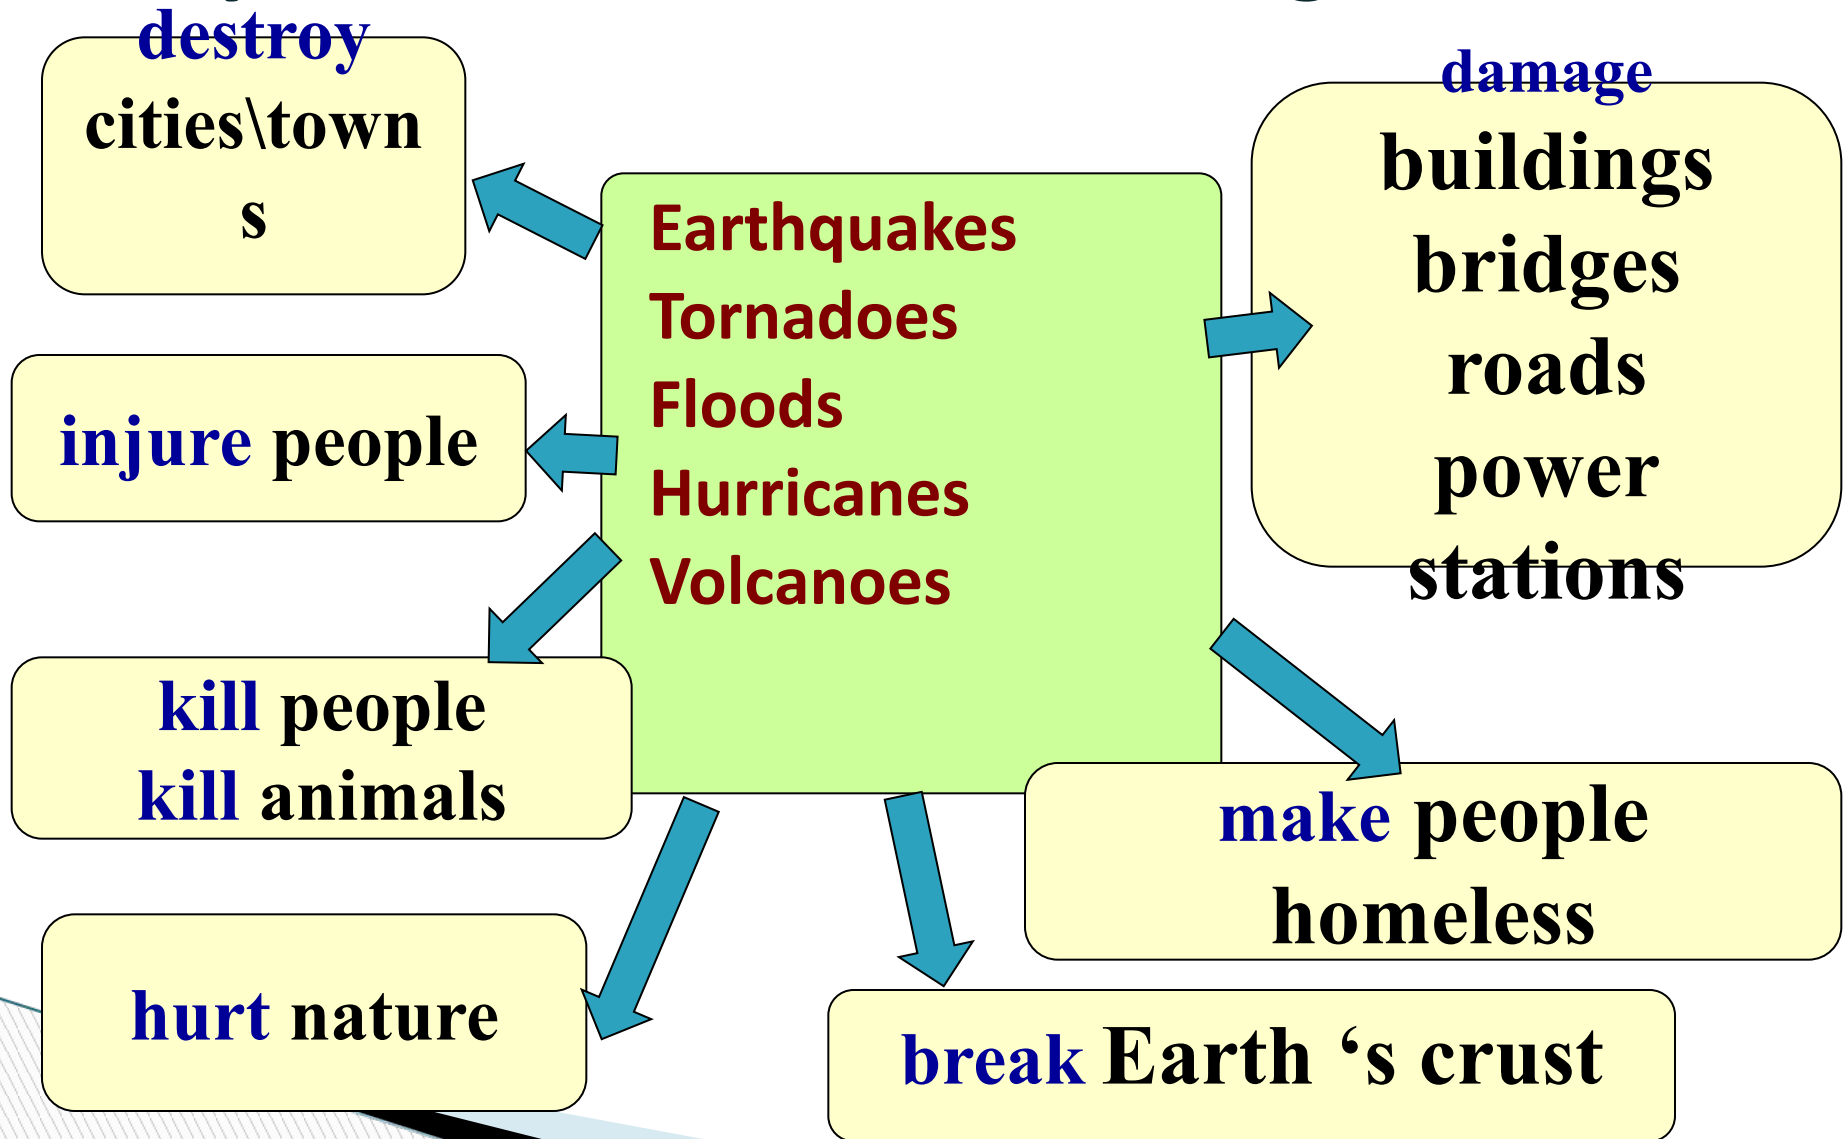 destroy
cities\town
s
damage
buildings
bridges
roads
power
stations
Earthquakes
Tornadoes
Floods
Hurricanes
Volcanoes
injure people
kill people
kill animals
make people
homeless
hurt nature
break Earth ‘s crust